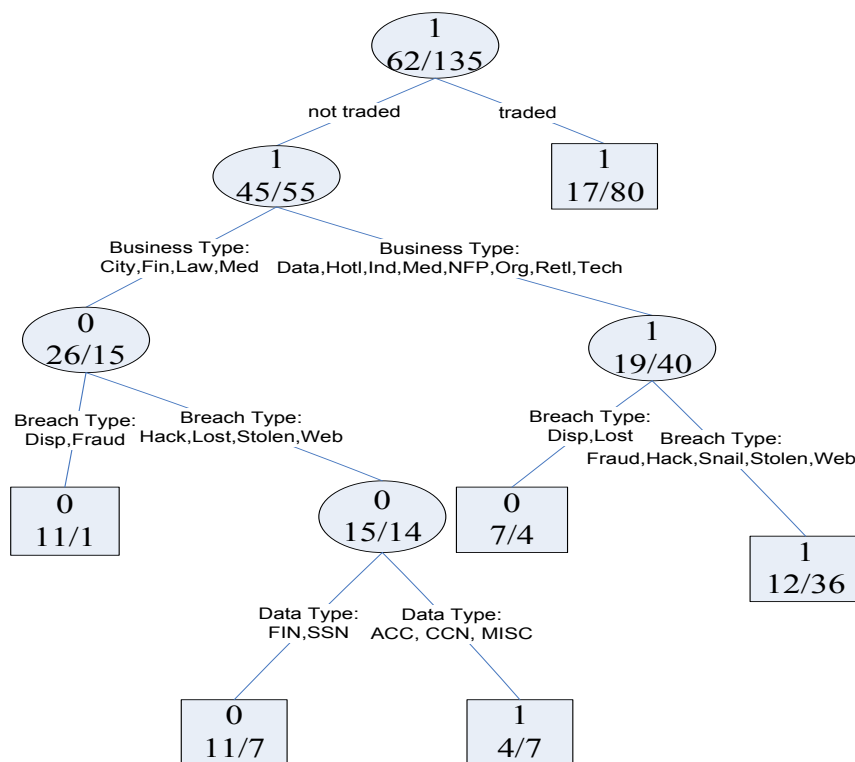 1
62/135
not traded
traded
1
45/55
1
17/80
Business Type:
City,Fin,Law,Med
Business Type:
Data,Hotl,Ind,Med,NFP,Org,Retl,Tech
0
26/15
1
19/40
Breach Type:
Disp,Fraud
Breach Type:
Hack,Lost,Stolen,Web
Breach Type:
Disp,Lost
Breach Type:
Fraud,Hack,Snail,Stolen,Web
0
11/1
0
15/14
0
7/4
1
12/36
Data Type:
FIN,SSN
Data Type:
ACC, CCN, MISC
0
11/7
1
4/7